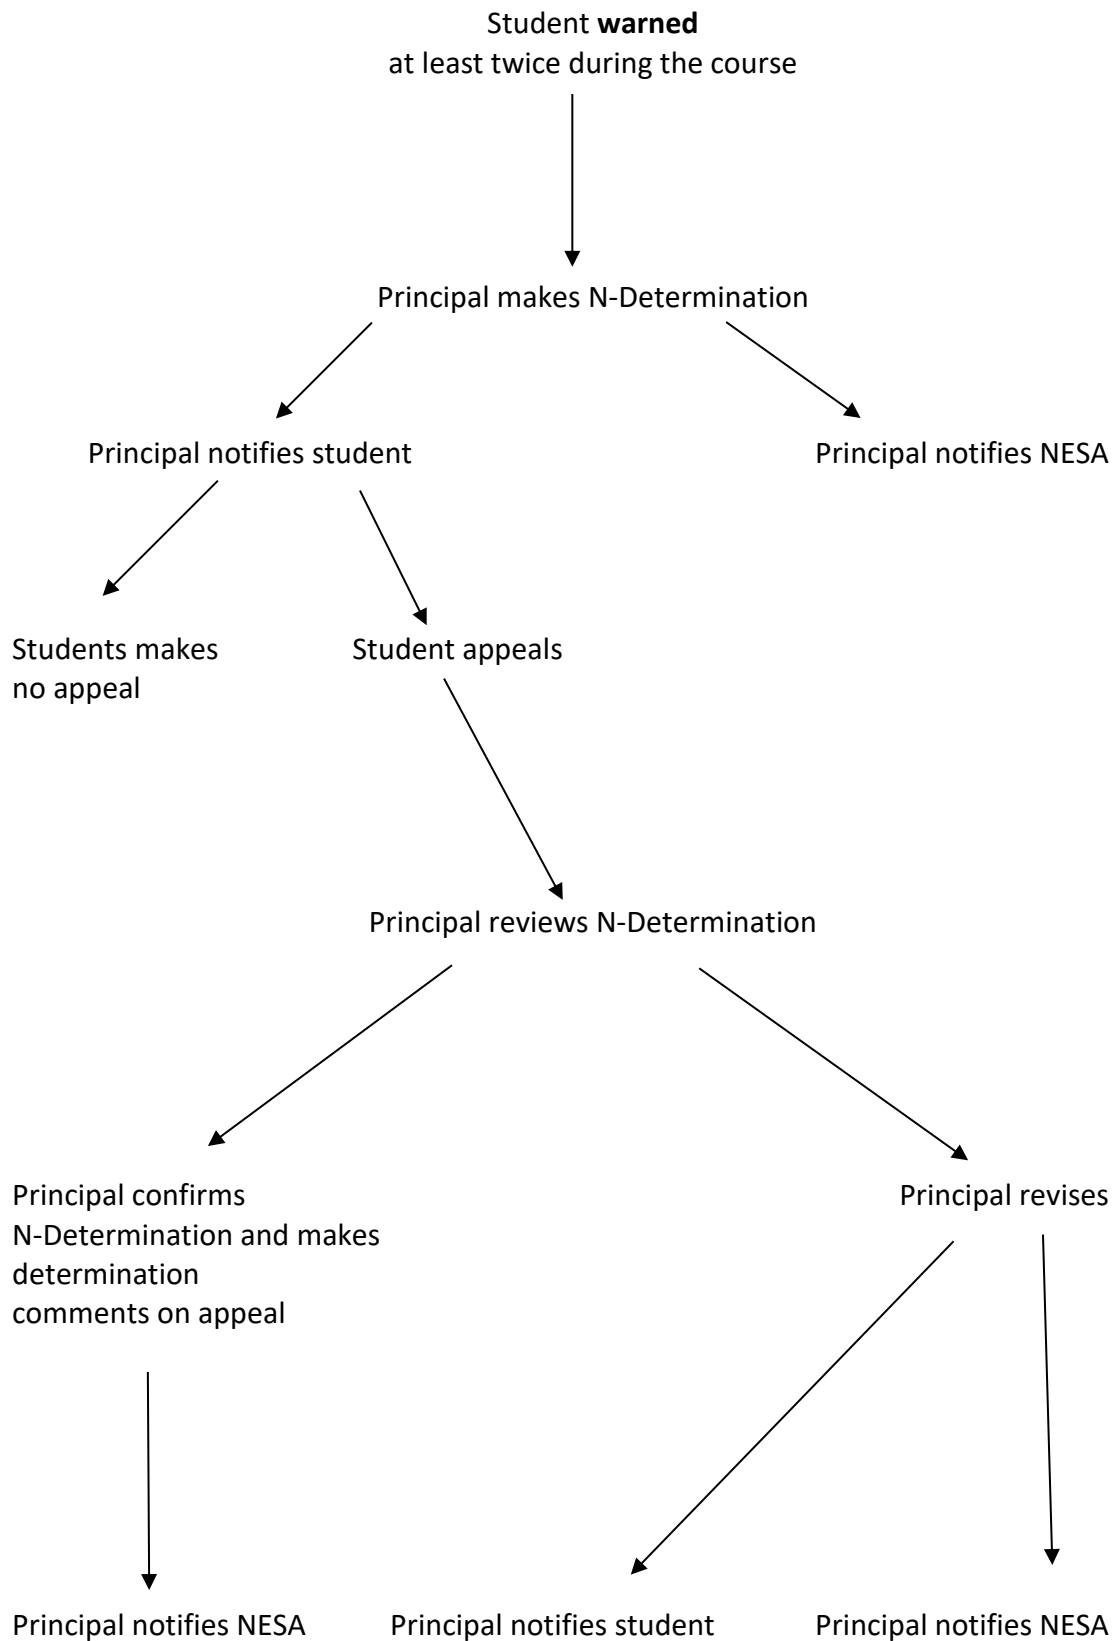 Student warned
at least twice during the course
Principal makes N-Determination
Principal notifies student
Principal notifies NESA
Students makes
no appeal
Student appeals
Principal reviews N-Determination
Principal confirms
N-Determination and makes
determination
comments on appeal
Principal revises
Principal notifies NESA
Principal notifies student
Principal notifies NESA